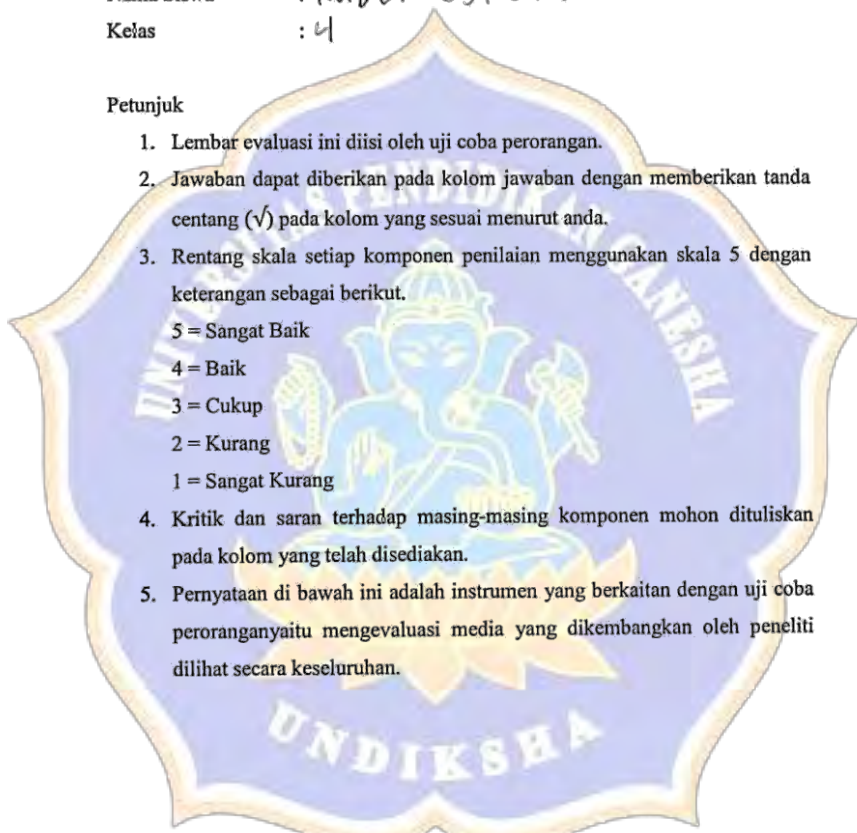 Kelas : 4
Petunjuk
1. Lembar evaluasi ini diisi oleh uji coba perorangan.
2. Jawaban dapat diberikan pada kolom jawaban dengan memberikan tanda
centang (√) pada kolom yang sesuai menurut anda.
3. Rentang skala setiap komponen penilaian menggunakan skala 5 dengan
keterangan sebagai berikut.
5 = Sangat Baik
4 = Baik
3 = Cukup
2 = Kurang
1 = Sangat Kurang
4. Kritik dan saran terhadap masing-masing komponen mohon dituliskan
pada kolom yang telah disediakan.
5. Pernyataan di bawah ini adalah instrumen yang berkaitan dengan uji coba
peroranganyaitu mengevaluasi media yang dikembangkan oleh peneliti
dilihat secara keseluruhan.
UNIVERSITAS PENDIDIKAN GANESHA
UNDIKSHA